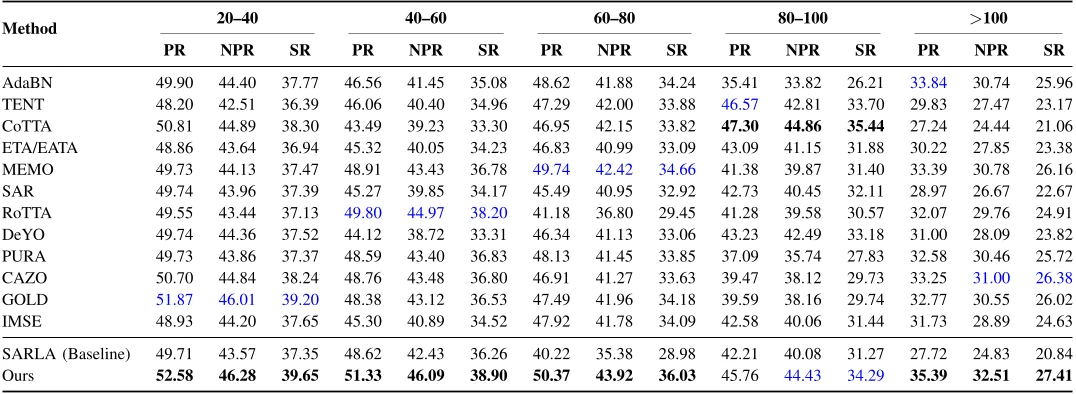 Method 20–40 40–60 60–80 80–100 >100
PR NPR SR PR NPR SR PR NPR SR PR NPR SR PR NPR SR
AdaBN 49.90 44.40 37.77 46.56 41.45 35.08 48.62 41.88 34.24 35.41 33.82 26.21 33.84 30.74 25.96
TENT 48.20 42.51 36.39 46.06 40.40 34.96 47.29 42.00 33.88 46.57 42.81 33.70 29.83 27.47 23.17
CoTTA 50.81 44.89 38.30 43.49 39.23 33.30 46.95 42.15 33.82 47.30 44.86 35.44 27.24 24.44 21.06
ETA/EATA 48.86 43.64 36.94 45.32 40.05 34.23 46.83 40.99 33.09 43.09 41.15 31.88 30.22 27.85 23.38
MEMO 49.73 44.13 37.47 48.91 43.43 36.78 49.74 42.42 34.66 41.38 39.87 31.40 33.39 30.78 26.16
SAR 49.74 43.96 37.39 45.27 39.85 34.17 45.49 40.95 32.92 42.73 40.45 32.11 28.97 26.67 22.67
RoTTA 49.55 43.44 37.13 49.80 44.97 38.20 41.18 36.80 29.45 41.28 39.58 30.57 32.07 29.76 24.91
DeYO 49.74 44.36 37.52 44.12 38.72 33.31 46.34 41.13 33.06 43.23 42.49 33.18 31.00 28.09 23.82
PURA 49.73 43.86 37.37 48.59 43.40 36.83 48.13 41.45 33.85 37.09 35.74 27.83 32.58 30.46 25.72
CAZO 50.70 44.84 38.24 48.76 43.48 36.80 46.91 41.27 33.63 39.47 38.12 29.73 33.25 31.00 26.38
GOLD 51.87 46.01 39.20 48.38 43.12 36.53 47.49 41.96 34.18 39.59 38.16 29.74 32.77 30.55 26.02
IMSE 48.93 44.20 37.65 45.30 40.89 34.52 47.92 41.78 34.09 42.58 40.06 31.44 31.73 28.89 24.63
SARLA (Baseline) 49.71 43.57 37.35 48.62 42.43 36.26 40.22 35.38 28.98 42.21 40.08 31.27 27.72 24.83 20.84
Ours 52.58 46.28 39.65 51.33 46.09 38.90 50.37 43.92 36.03 45.76 44.43 34.29 35.39 32.51 27.41